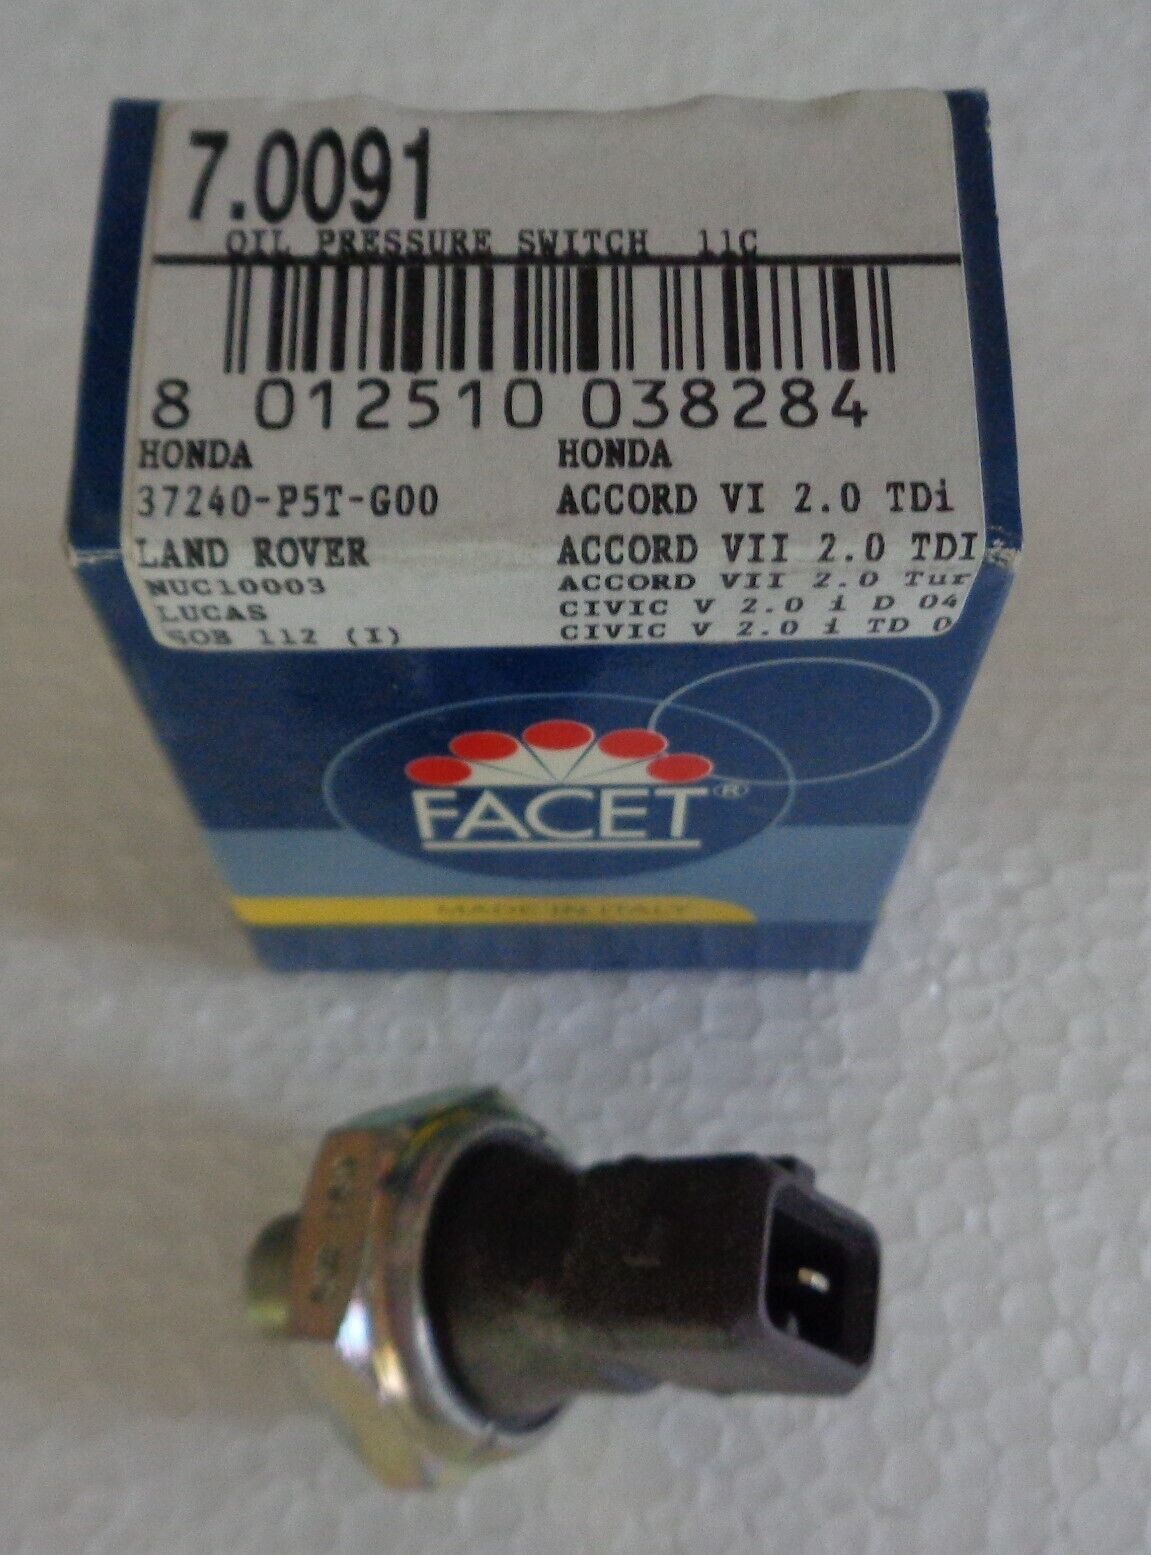 7.0091
OIL PRESSURE SWITCH 11C
8 012510 038284
HONDA
37240-P5T-G00
LAND ROVER
NUC10003
LUCAS
SOB 112 (I)
HONDA
ACCORD VI 2.0 TDi
ACCORD VII 2.0 TDI
ACCORD VII 2.0 Tur
CIVIC V 2.0 i D 04
CIVIC V 2.0 i TD 0
FACET®
MADE IN ITALY